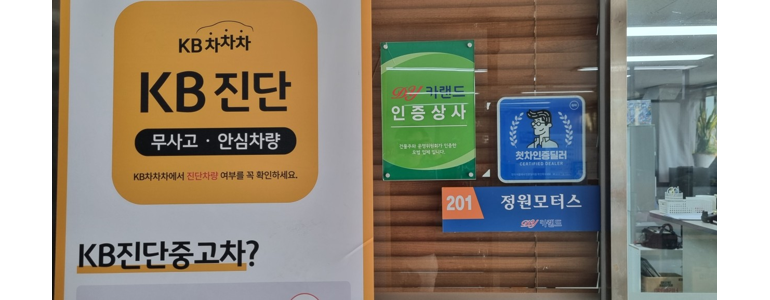 KB차차차
KB 진단
무사고 · 안심차량
KB차차차에서 진단차량 여부를 꼭 확인하세요.
KB진단중고차?
카랜드
인증상사
첫차인증딜러
CERTIFIED DEALER
201 정원모터스
카랜드